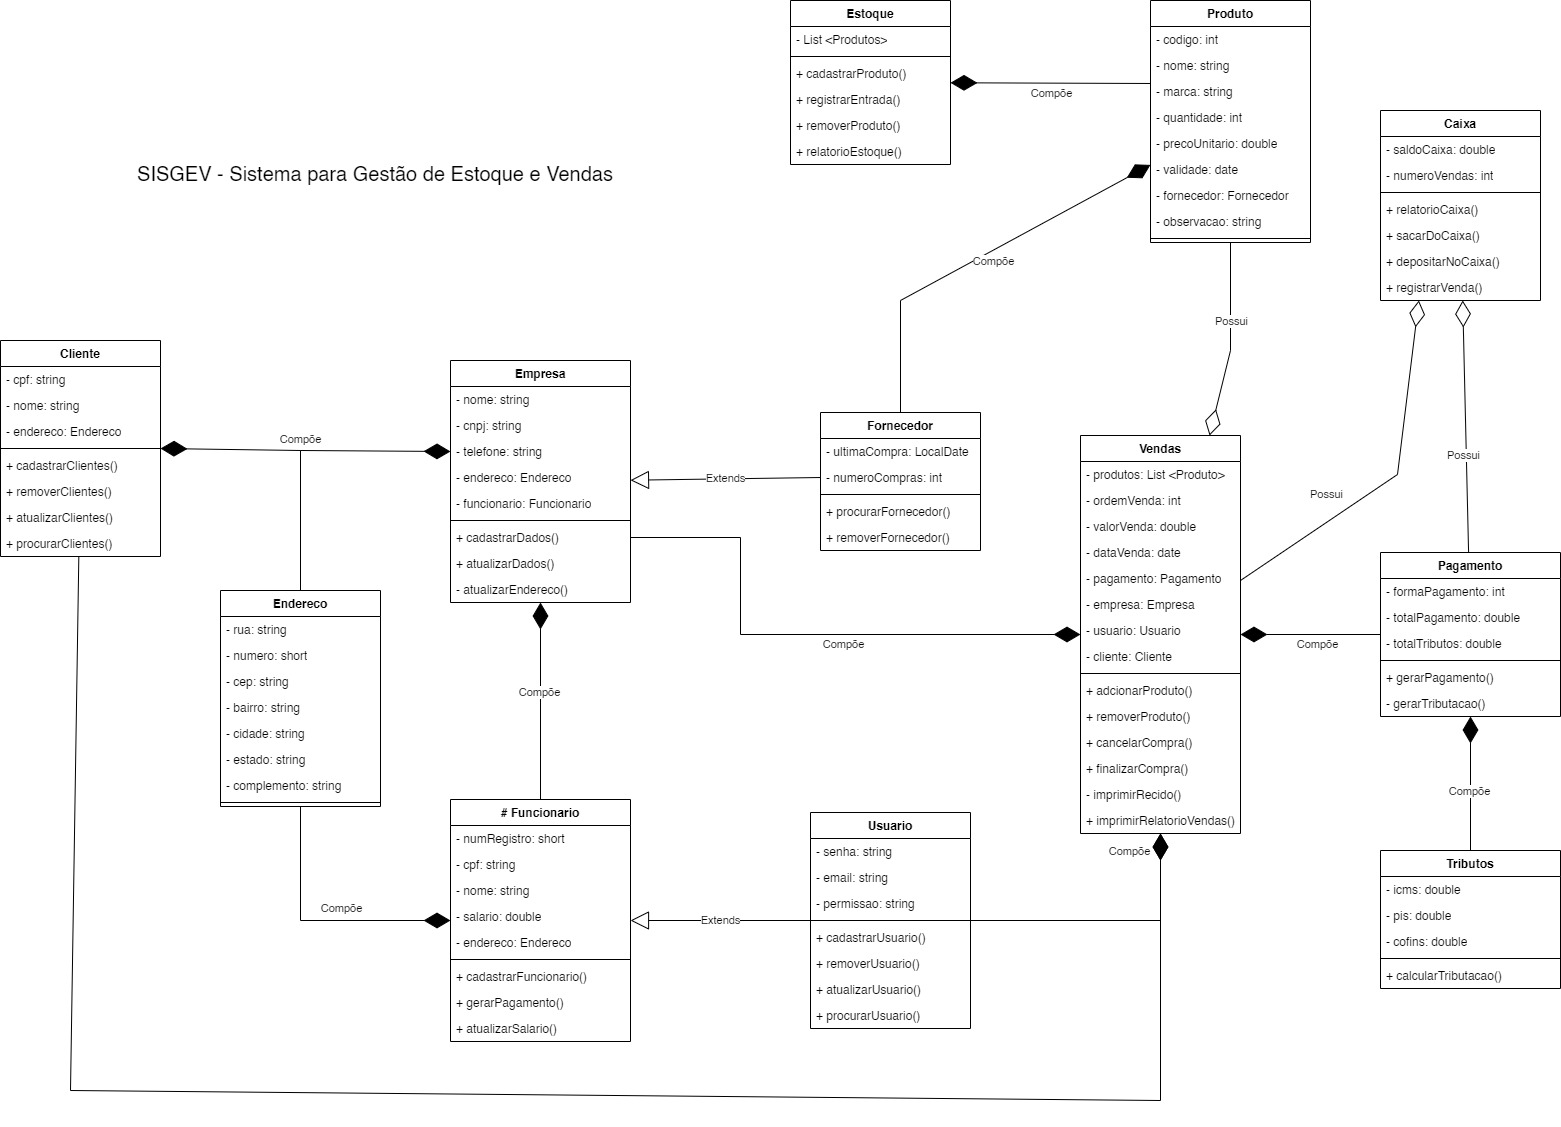 Estoque
- List <Produtos>
+ cadastrarProduto()
+ registrarEntrada()
+ removerProduto()
+ relatorioEstoque()
Compõe
Produto
- codigo: int
- nome: string
- marca: string
- quantidade: int
- precoUnitario: double
- validade: date
- fornecedor: Fornecedor
- observacao: string
Caixa
- saldoCaixa: double
- numeroVendas: int
+ relatorioCaixa()
+ sacarDoCaixa()
+ depositarNoCaixa()
+ registrarVenda()
SISGEV - Sistema para Gestão de Estoque e Vendas
Compõe
Possui
Cliente
- cpf: string
- nome: string
- endereco: Endereco
+ cadastrarClientes()
+ removerClientes()
+ atualizarClientes()
+ procurarClientes()
Compõe
Empresa
- nome: string
- cnpj: string
- telefone: string
- endereco: Endereco
- funcionario: Funcionario
+ cadastrarDados()
+ atualizarDados()
- atualizarEndereco()
Extends
Fornecedor
- ultimaCompra: LocalDate
- numeroCompras: int
+ procurarFornecedor()
+ removerFornecedor()
Vendas
- produtos: List <Produto>
- ordemVenda: int
- valorVenda: double
- dataVenda: date
- pagamento: Pagamento
- empresa: Empresa
- usuario: Usuario
- cliente: Cliente
+ adcionarProduto()
+ removerProduto()
+ cancelarCompra()
+ finalizarCompra()
- imprimirRecido()
+ imprimirRelatorioVendas()
Possui
Possui
Pagamento
- formaPagamento: int
- totalPagamento: double
- totalTributos: double
+ gerarPagamento()
- gerarTributacao()
Compõe
Compõe
Endereco
- rua: string
- numero: short
- cep: string
- bairro: string
- cidade: string
- estado: string
- complemento: string
Compõe
Compõe
# Funcionario
- numRegistro: short
- cpf: string
- nome: string
- salario: double
- endereco: Endereco
+ cadastrarFuncionario()
+ gerarPagamento()
+ atualizarSalario()
Compõe
Extends
Usuario
- senha: string
- email: string
- permissao: string
+ cadastrarUsuario()
+ removerUsuario()
+ atualizarUsuario()
+ procurarUsuario()
Compõe
Compõe
Tributos
- icms: double
- pis: double
- cofins: double
+ calcularTributacao()